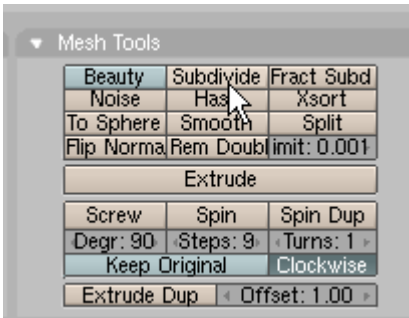 Mesh Tools
Beauty Subdivide Fract Subd
Noise Hash Xsort
To Sphere Smooth Split
Flip Norma Rem Doubl imit: 0.001
Extrude
Screw Spin Spin Dup
Degr: 90 Steps: 9 Turns: 1
Keep Original Clockwise
Extrude Dup Offset: 1.00